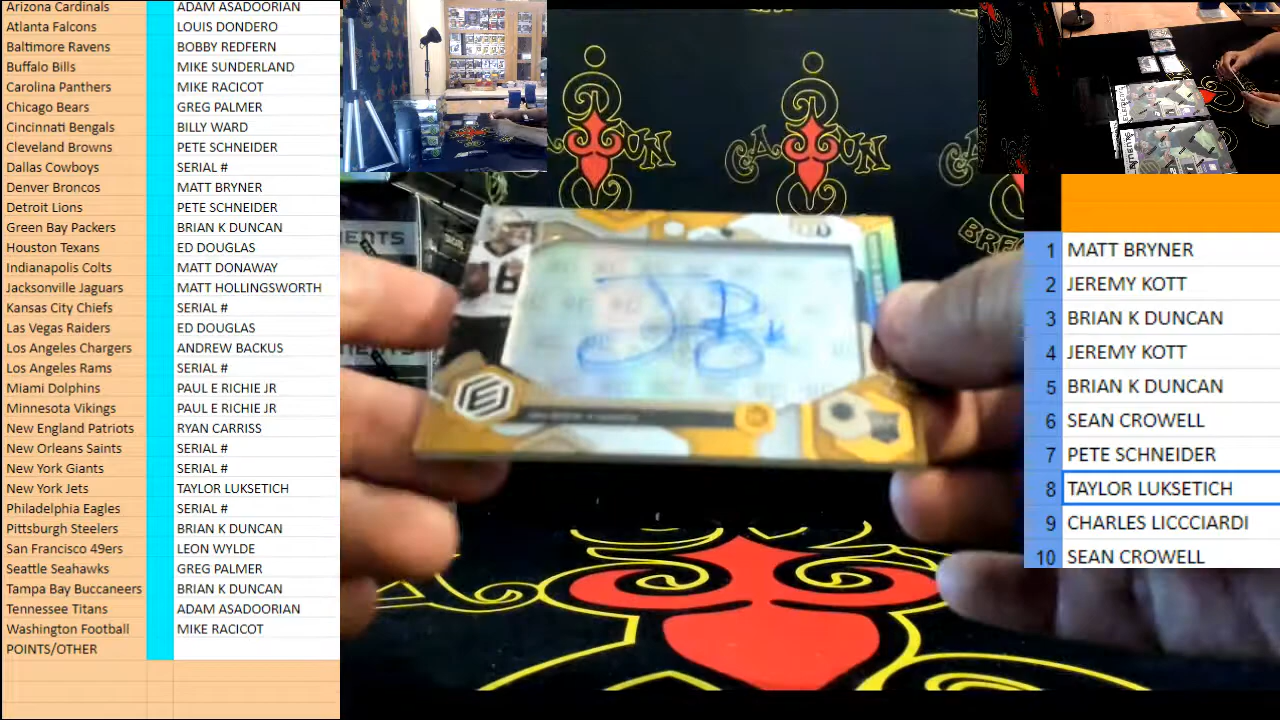 Arizona Cardinals ADAM ASADOORIAN
Atlanta Falcons LOUIS DONDERO
Baltimore Ravens BOBBY REDFERN
Buffalo Bills MIKE SUNDERLAND
Carolina Panthers MIKE RACICOT
Chicago Bears GREG PALMER
Cincinnati Bengals BILLY WARD
Cleveland Browns PETE SCHNEIDER
Dallas Cowboys SERIAL #
Denver Broncos MATT BRYNER
Detroit Lions PETE SCHNEIDER
Green Bay Packers BRIAN K DUNCAN
Houston Texans ED DOUGLAS
Indianapolis Colts MATT DONAWAY
Jacksonville Jaguars MATT HOLLINGSWORTH
Kansas City Chiefs SERIAL #
Las Vegas Raiders ED DOUGLAS
Los Angeles Chargers ANDREW BACKUS
Los Angeles Rams SERIAL #
Miami Dolphins PAUL E RICHIE JR
Minnesota Vikings PAUL E RICHIE JR
New England Patriots RYAN CARRISS
New Orleans Saints SERIAL #
New York Giants SERIAL #
New York Jets TAYLOR LUKSETICH
Philadelphia Eagles SERIAL #
Pittsburgh Steelers BRIAN K DUNCAN
San Francisco 49ers LEON WYLDE
Seattle Seahawks GREG PALMER
Tampa Bay Buccaneers BRIAN K DUNCAN
Tennessee Titans ADAM ASADOORIAN
Washington Football MIKE RACICOT
POINTS/OTHER
1 MATT BRYNER
2 JEREMY KOTT
3 BRIAN K DUNCAN
4 JEREMY KOTT
5 BRIAN K DUNCAN
6 SEAN CROWELL
7 PETE SCHNEIDER
8 TAYLOR LUKSETICH
9 CHARLES LICCCIARDI
10 SEAN CROWELL